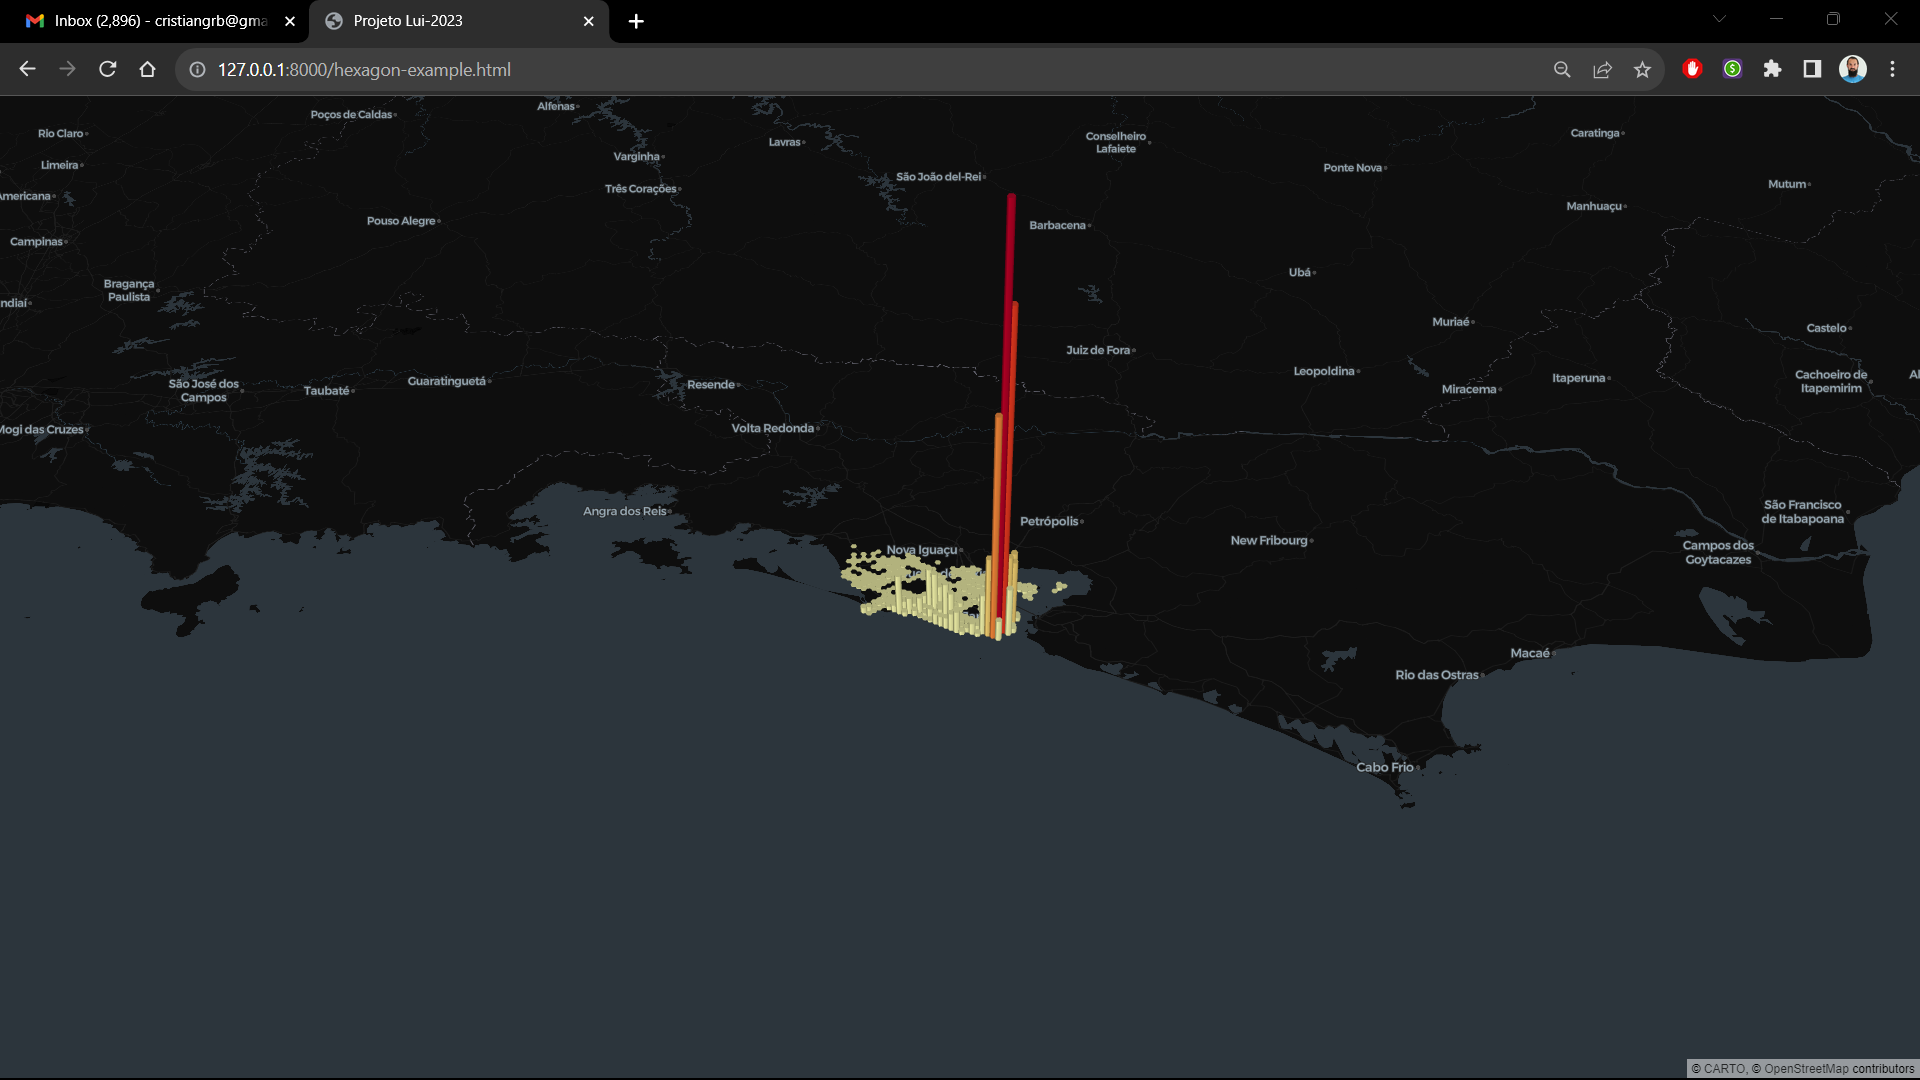 Inbox (2,896) - cristiangrb@gma
Projeto Lui-2023
127.0.0.1:8000/hexagon-example.html
Alfenas
Poços de Caldas
Rio Claro
Lavras
Conselheiro
Lafaiete
Caratinga
Limeira
Varginha
Ponte Nova
São João del-Rei
Mutum
Três Corações
Americana
Manhuaçu
Pouso Alegre
Barbacena
Campinas
Ubá
Bragança
Paulista
ndiaí
Muriaé
Castelo
Juiz de Fora
Leopoldina
São José dos
Campos
Taubaté
Guaratinguetá
Resende
Miracema
Itaperuna
Cachoeiro de
Itapemirim
Al
Mogi das Cruzes
Volta Redonda
Angra dos Reis
Petrópolis
São Francisco
de Itabapoana
New Fribourg
Nova Iguaçu
Campos dos
Goytacazes
Macaé
Rio das Ostras
Cabo Frio
© CARTO, © OpenStreetMap contributors